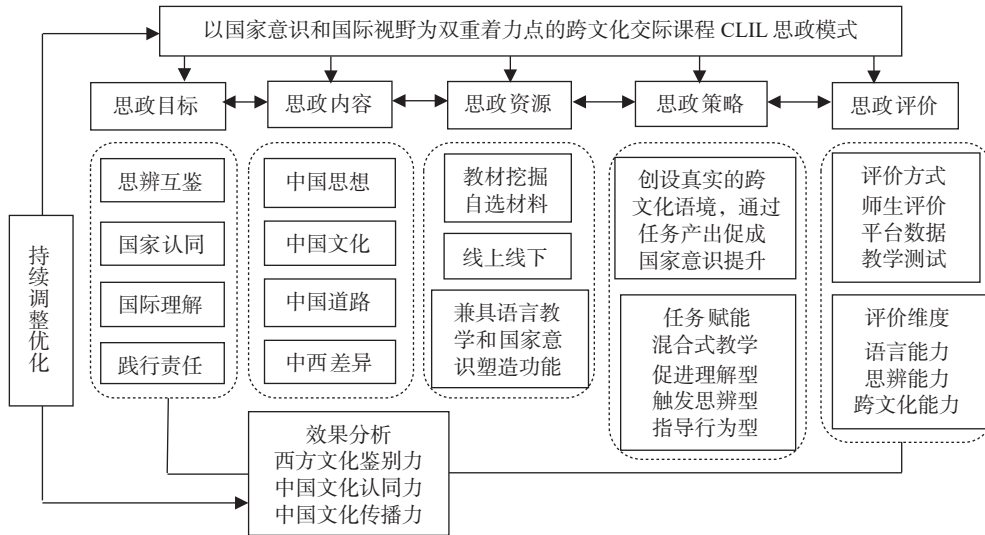 以国家意识和国际视野为双重着力点的跨文化交际课程 CLIL 思政模式
思政目标
思政内容
思政资源
思政策略
思政评价
持续调整优化
思辨互鉴
国家认同
国际理解
践行责任
中国思想
中国文化
中国道路
中西差异
教材挖掘
自选材料
线上线下
兼具语言教
学和国家意
识塑造功能
创设真实的跨
文化语境，通过
任务产出促成
国家意识提升
任务赋能
混合式教学
促进理解型
触发思辨型
指导行为型
评价方式
师生评价
平台数据
教学测试
评价维度
语言能力
思辨能力
跨文化能力
效果分析
西方文化鉴别力
中国文化认同力
中国文化传播力